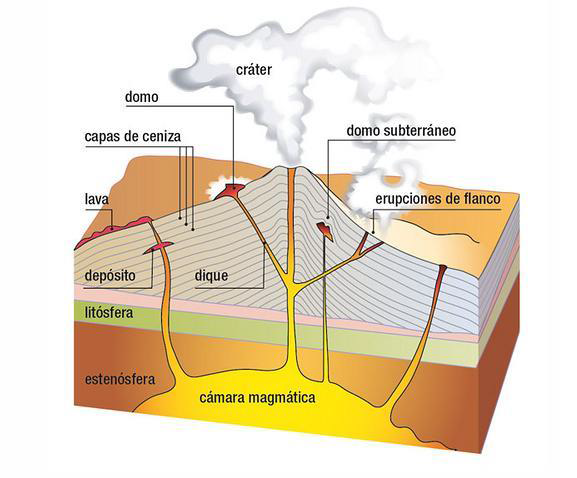 cráter
domo
capas de ceniza
domo subterráneo
lava
erupciones de flanco
depósito
dique
litósfera
estenósfera
cámara magmática